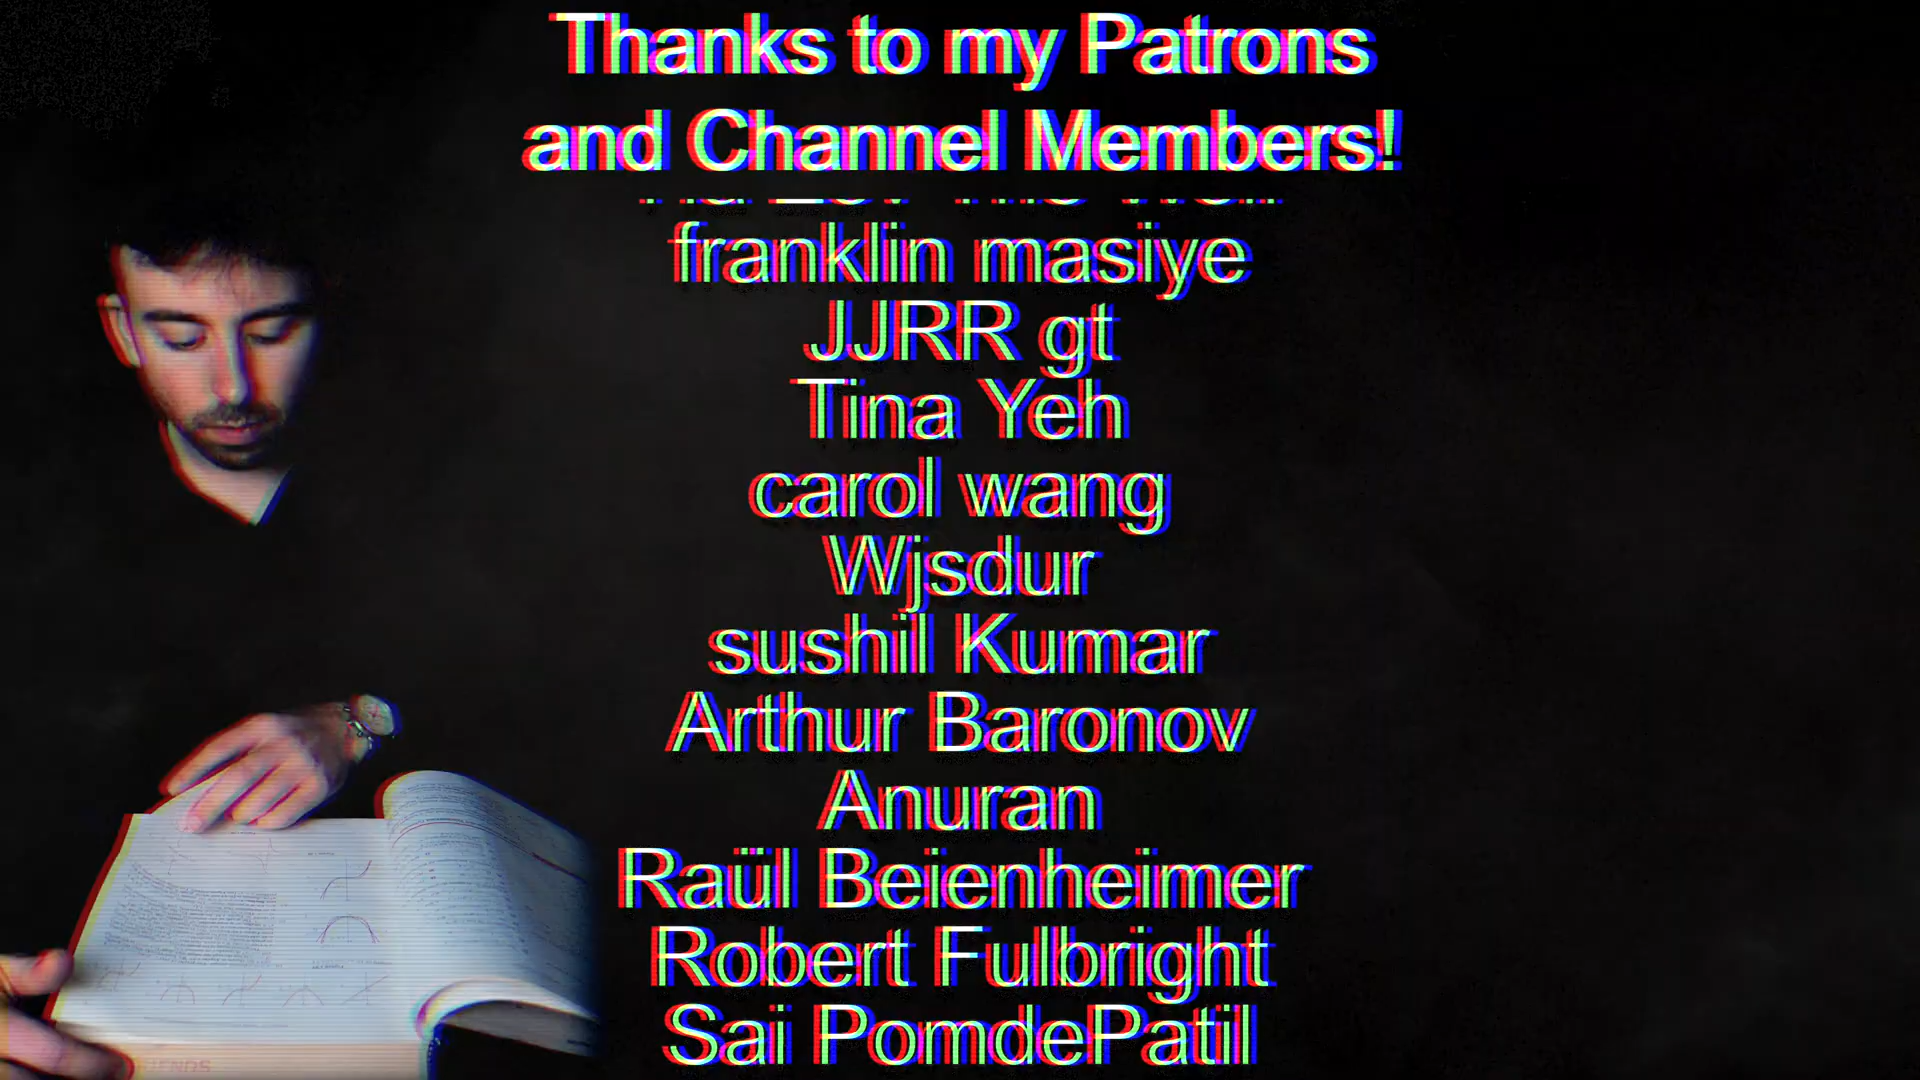 Thanks to my Patrons
and Channel Members!
franklin masiye
JJRR gt
Tina Yeh
carol wang
Wjsdur
sushil Kumar
Arthur Baronov
Anuran
Raül Beienheimer
Robert Fulbright
Sai PomdePatil